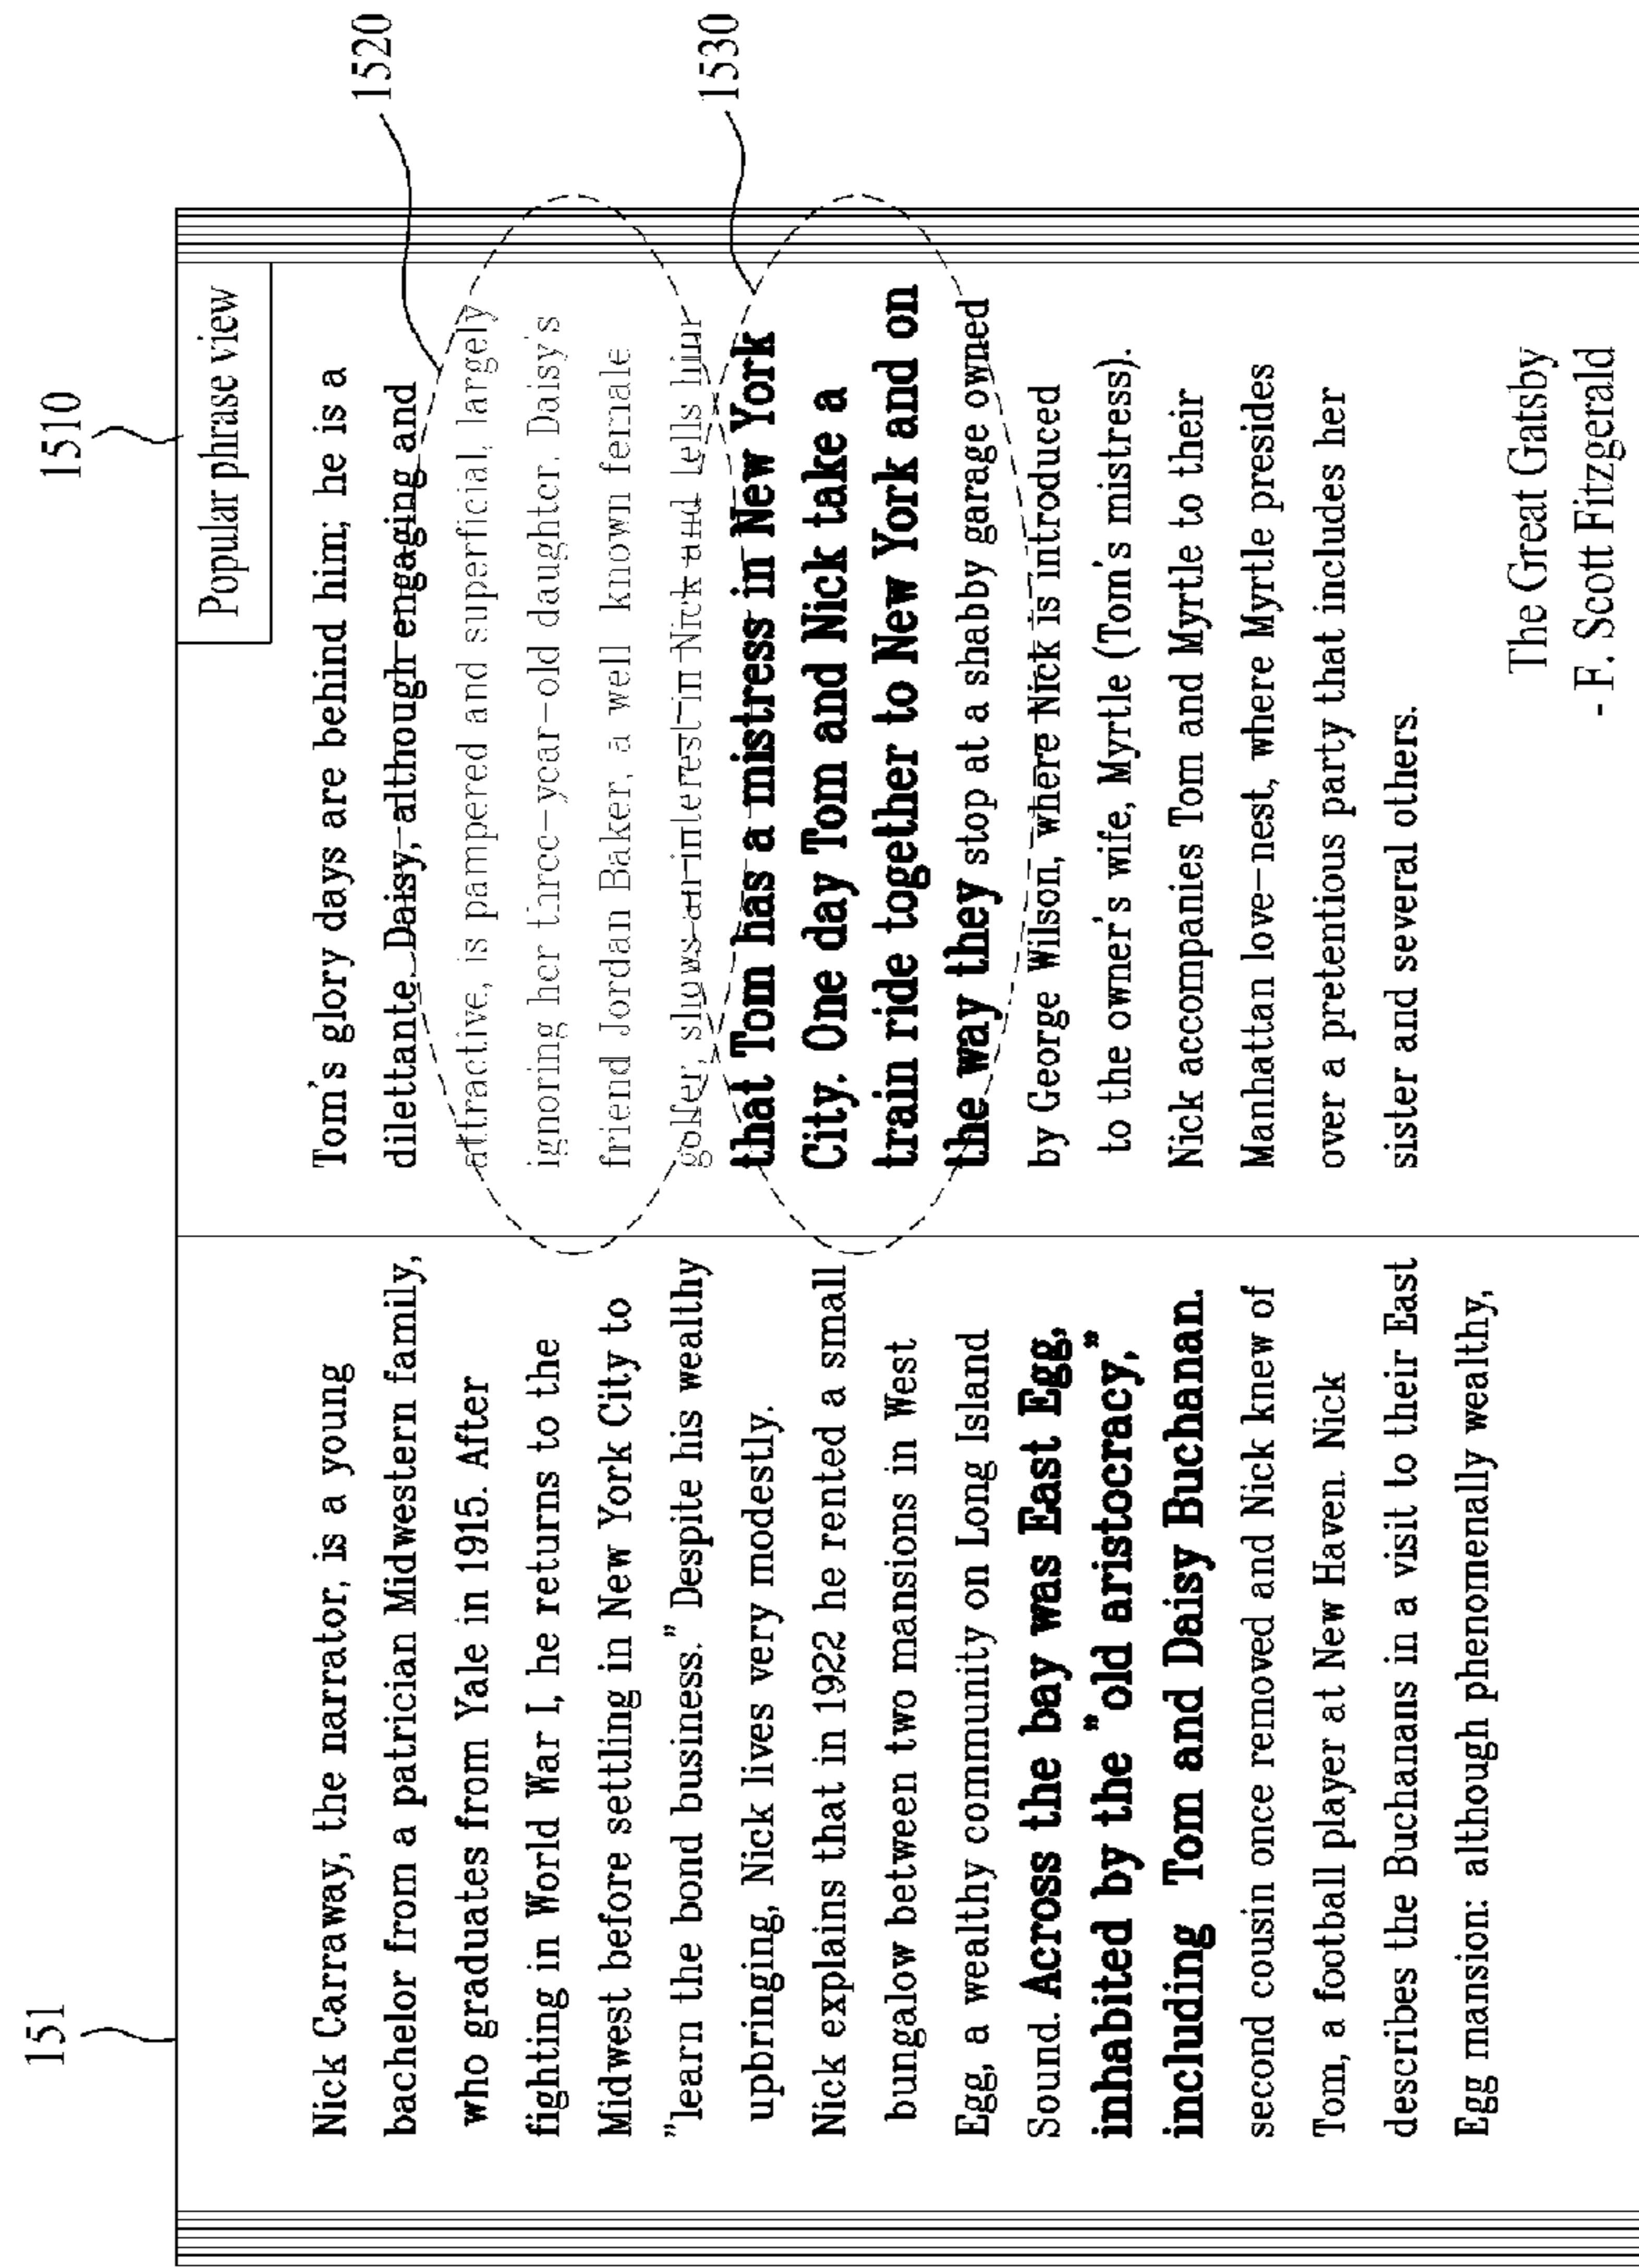 151
1510
Popular phrase view
1520
1530
Nick Carraway, the narrator, is a young
bachelor from a patrician Midwestern family,
who graduates from Yale in 1915. After
fighting in World War I, he returns to the
Midwest before settling in New York City to
"learn the bond business." Despite his wealthy
upbringing, Nick lives very modestly.
Nick explains that in 1922 he rented a small
bungalow between two mansions in West
Egg, a wealthy community on Long Island
Sound. Across the bay was East Egg,
inhabited by the "old aristocracy,"
including Tom and Daisy Buchanan.
second cousin once removed and Nick knew of
Tom, a football player at New Haven. Nick
describes the Buchanans in a visit to their East
Egg mansion: although phenomenally wealthy,
Tom's glory days are behind him; he is a
dilettante. Daisy, although engaging and
attractive, is pampered and superficial, largely
ignoring her three-year-old daughter. Daisy's
friend Jordan Baker, a well known female
golfer, shows an interest in Nick and tells him
that Tom has a mistress in New York
City. One day Tom and Nick take a
train ride together to New York and on
the way they stop at a shabby garage owned
by George Wilson, where Nick is introduced
to the owner's wife, Myrtle (Tom's mistress).
Nick accompanies Tom and Myrtle to their
Manhattan love-nest, where Myrtle presides
over a pretentious party that includes her
sister and several others.
The Great Gatsby
- F. Scott Fitzgerald